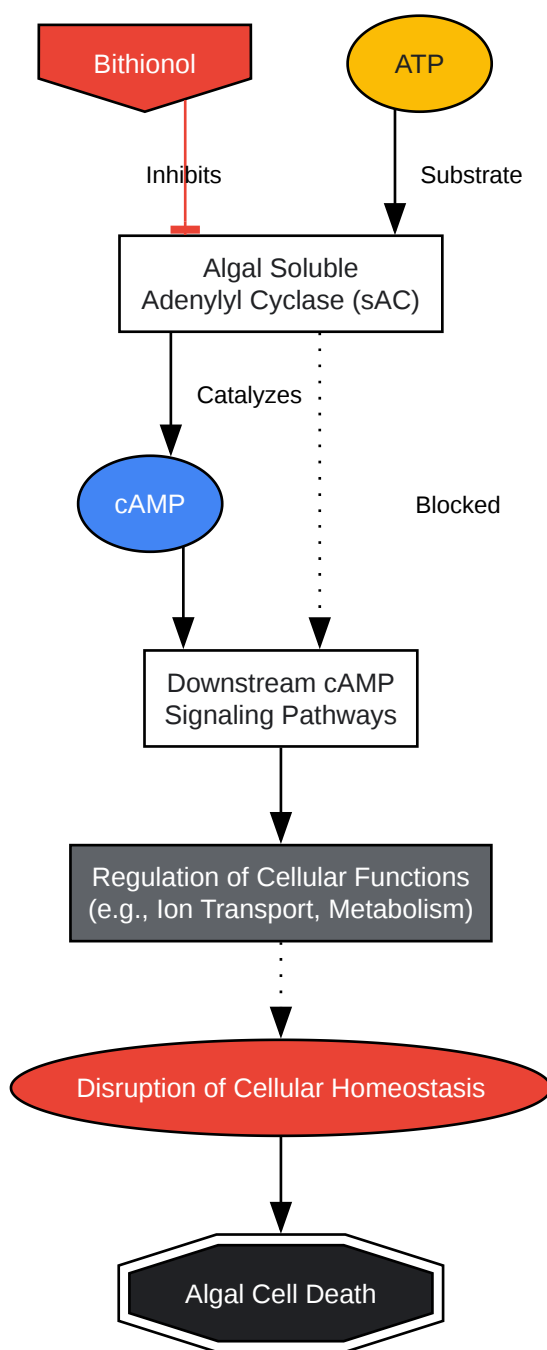 Bithionol
ATP
Inhibits
Substrate
Algal Soluble
Adenylyl Cyclase (sAC)
Catalyzes
cAMP
Blocked
Downstream cAMP
Signaling Pathways
Regulation of Cellular Functions
(e.g., Ion Transport, Metabolism)
Disruption of Cellular Homeostasis
Algal Cell Death